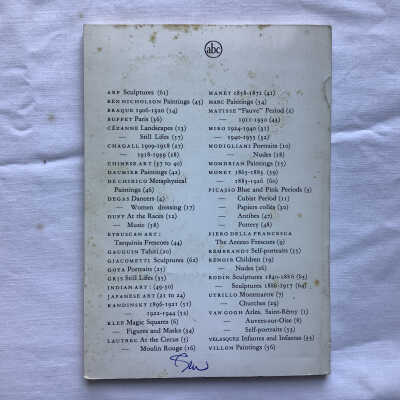 abc
ARP Sculptures (61)
BEN NICHOLSON Paintings (45)
BRAQUE 1906-1920 (14)
BUFFET Paris (36)
CÉZANNE Landscapes (13)
— Still Lifes (57)
CHAGALL 1909-1918 (27)
— 1918-1939 (28)
CHINESE ART (37 to 40)
DAUMIER Paintings (42)
DE CHIRICO Metaphysical
Paintings (46)
DEGAS Dancers (4)
— Women dressing (17)
DUFY At the Races (12)
— Music (38)
ETRUSCAN ART:
Tarquinia Frescoes (44)
GAUGUIN Tahiti (20)
GIACOMETTI Sculptures (62)
GOYA Portraits (25)
GRIS Still Lifes (35)
INDIAN ART: (49-50)
JAPANESE ART (21 to 24)
KANDINSKY 1896-1921 (51)
— 1922-1944 (52)
KLEE Magic Squares (6)
— Figures and Masks (34)
LAUTREC At the Circus (5)
— Moulin Rouge (16)
MANET 1858-1871 (41)
MARC Paintings (54)
MATISSE "Fauve" Period (2)
— 1911-1930 (43)
MIRO 1924-1940 (31)
— 1940-1955 (32)
MODIGLIANI Portraits (10)
— Nudes (18)
MONDRIAN Paintings (15)
MONET 1865-1885 (59)
— 1883-1926 (60)
PICASSO Blue and Pink Periods (3)
— Cubist Period (11)
— Papiers collés (30)
— Antibes (47)
— Pottery (48)
PIERO DELLA FRANCESCA
The Arezzo Frescoes (9)
REMBRANDT Self-portraits (33)
RENOIR Children (19)
— Nudes (26)
RODIN Sculptures 1840-1886 (63)
— Sculptures 1886-1917 (64)
UTRILLO Montmartre (7)
— Churches (29)
VAN GOGH Arles, Saint-Rémy (1)
— Auvers-sur-Oise (8)
— Self-portraits (53)
VELASQUEZ Infantes and Infantas (55)
VILLON Paintings (56)